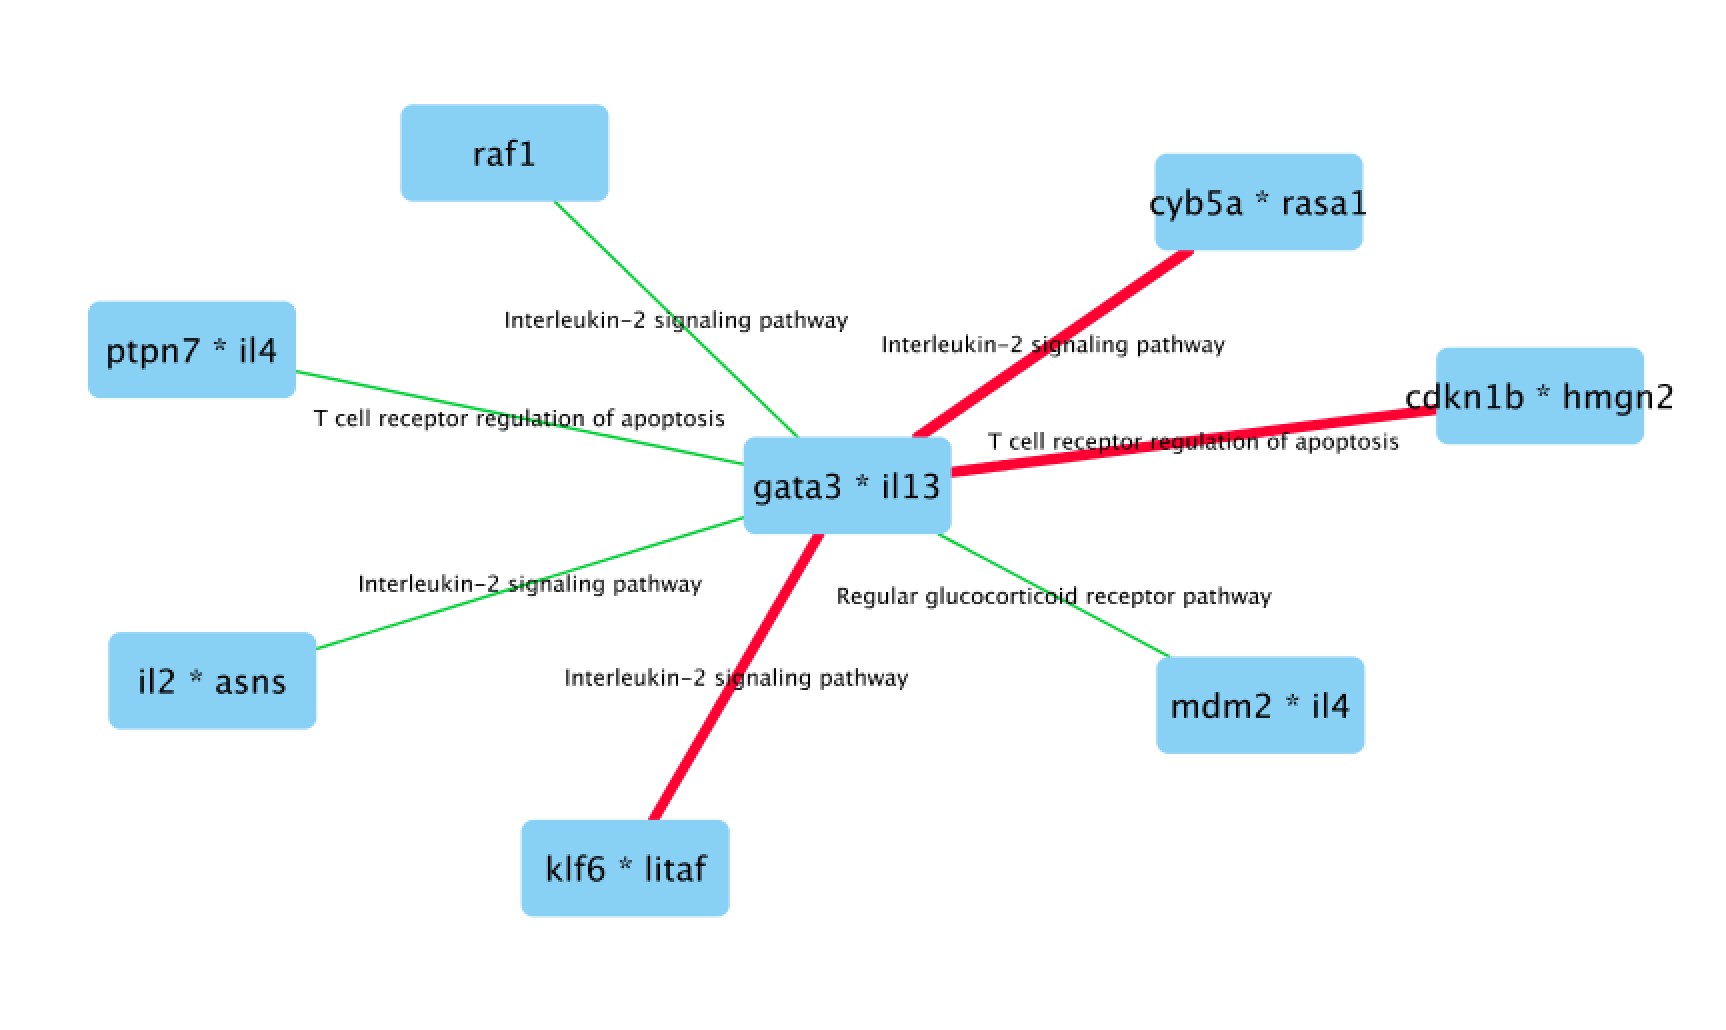 raf1
cyb5a * rasa1
Interleukin-2 signaling pathway
Interleukin-2 signaling pathway
ptpn7 * il4
cdkn1b * hmgn2
T cell receptor regulation of apoptosis
T cell receptor regulation of apoptosis
gata3 * il13
Interleukin-2 signaling pathway
Regular glucocorticoid receptor pathway
il2 * asns
Interleukin-2 signaling pathway
mdm2 * il4
klf6 * litaf